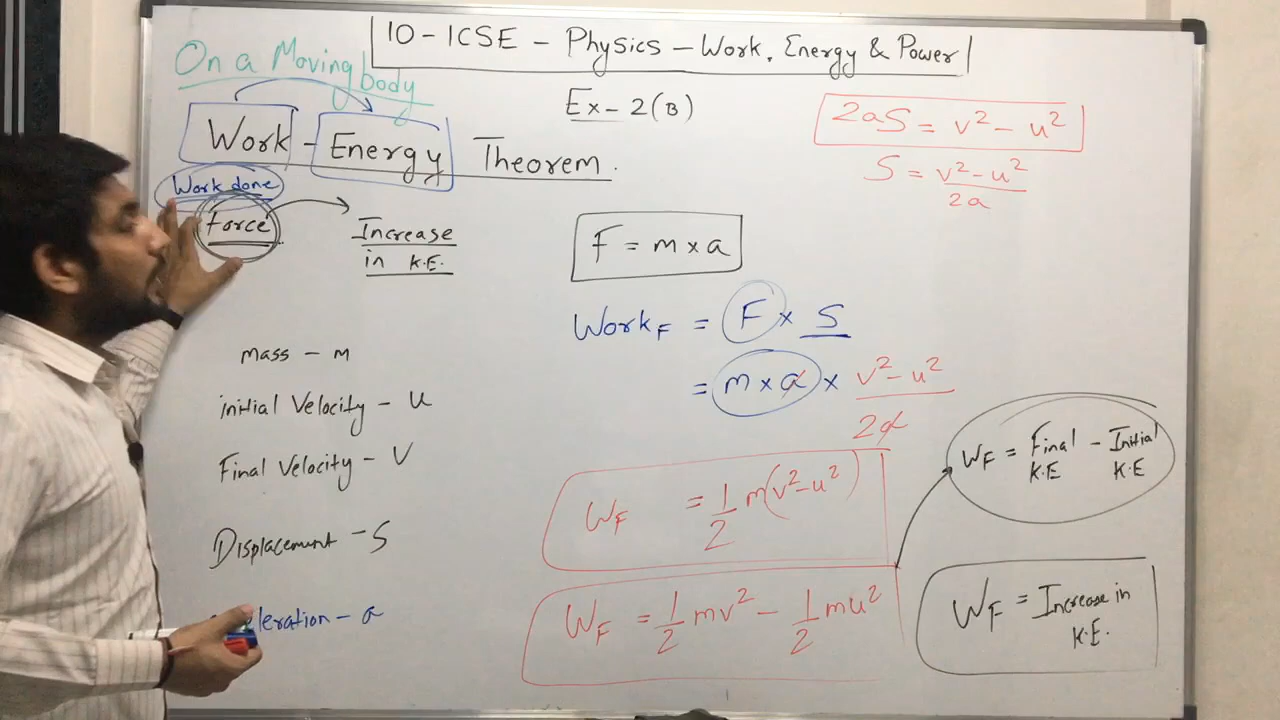 10 - ICSE - Physics - Work, Energy & Power
On a Moving body
Ex - 2(B)
Work - Energy Theorem.
Work done
Force
Increase
in K.E.
mass - m
initial Velocity - u
Final Velocity - V
Displacement - S
leration - a
2aS = v² - u²
S = v² - u²
2a
F = m x a
Work_F = F x S
= m x a x v² - u²
2a
W_F = 1/2 m(v² - u²)
W_F = 1/2 mv² - 1/2 mu²
W_F = Final - Initial
K.E K.E
W_F = Increase in
K.E.